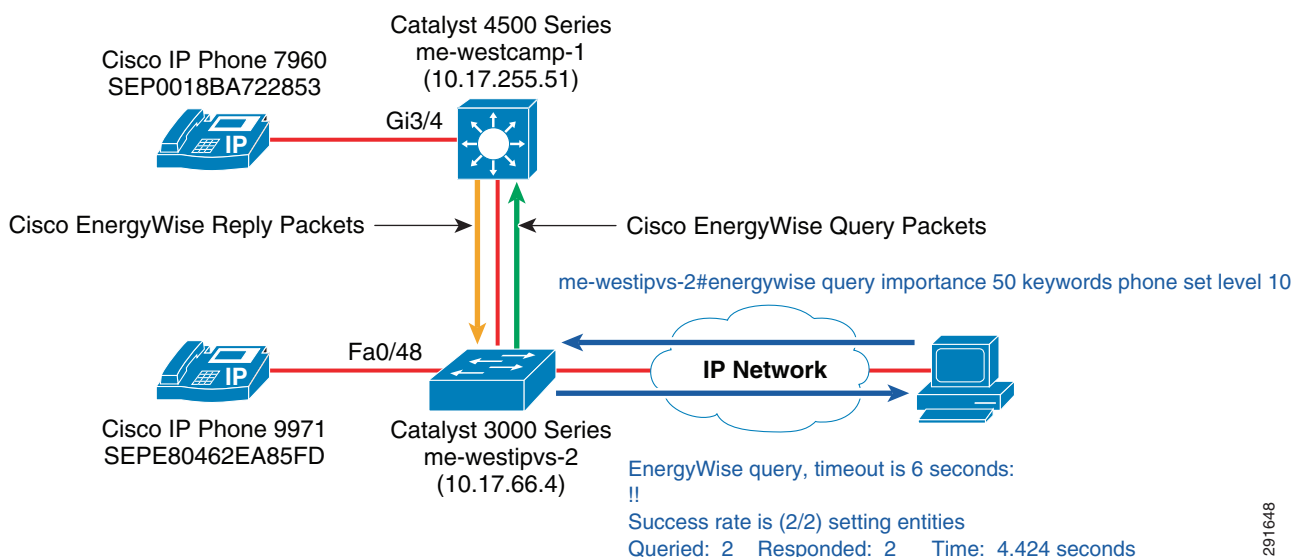 Catalyst 4500 Series
me-westcamp-1
(10.17.255.51)
Cisco IP Phone 7960
SEP0018BA722853
IP
Gi3/4
Cisco EnergyWise Reply Packets
Cisco EnergyWise Query Packets
me-westipvs-2#energywise query importance 50 keywords phone set level 10
Fa0/48
IP
IP Network
Cisco IP Phone 9971
SEPE80462EA85FD
Catalyst 3000 Series
me-westipvs-2
(10.17.66.4)
EnergyWise query, timeout is 6 seconds:
!!
Success rate is (2/2) setting entities
Queried: 2 Responded: 2 Time: 4.424 seconds
291648